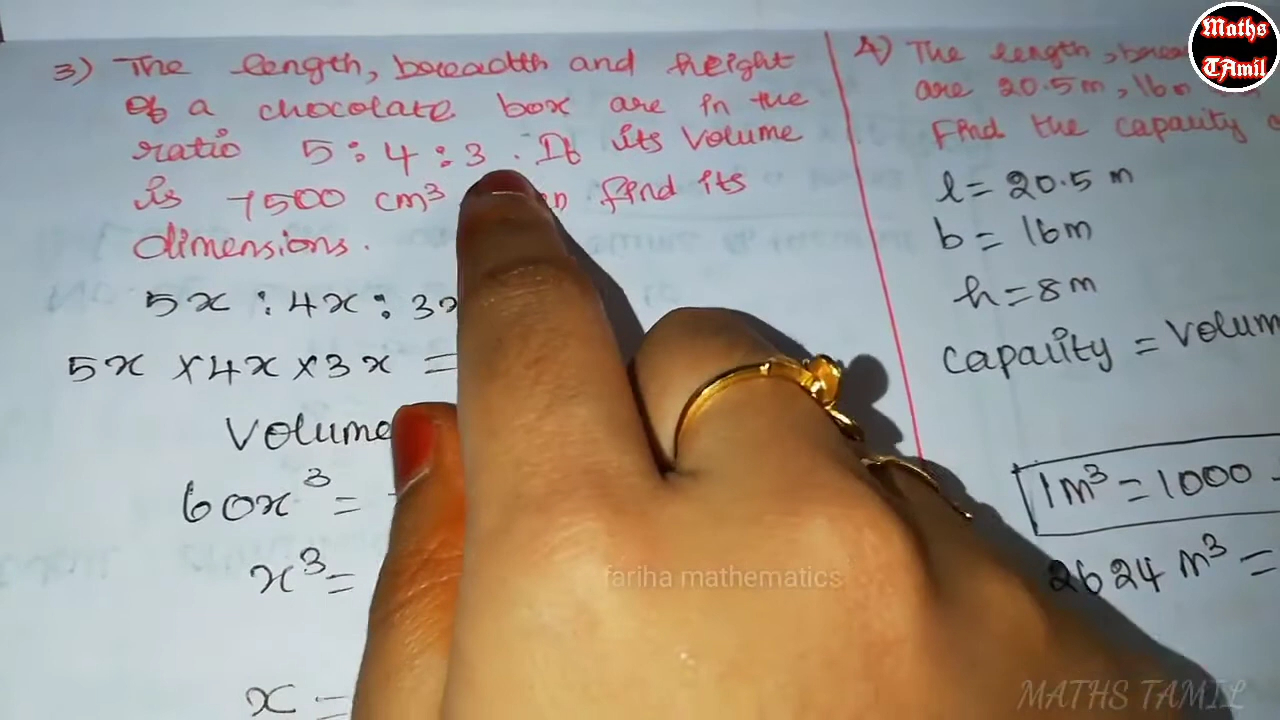 3) The length, breadth and height
of a chocolate box are in the
ratio 5 : 4 : 3 . If its volume
is 7500 cm³ find its
dimensions.
5x : 4x : 3x
5x × 4x × 3x =
Volume
60x³ =
x³ =
x =
4) The length,
are 20.5m, 16m
Find the capacity
l = 20.5 m
b = 16m
h = 8m
capacity = volum
1m³ = 1000
2624 m³ =
Maths
TAmil
fariha mathematics
MATHS TAMIL